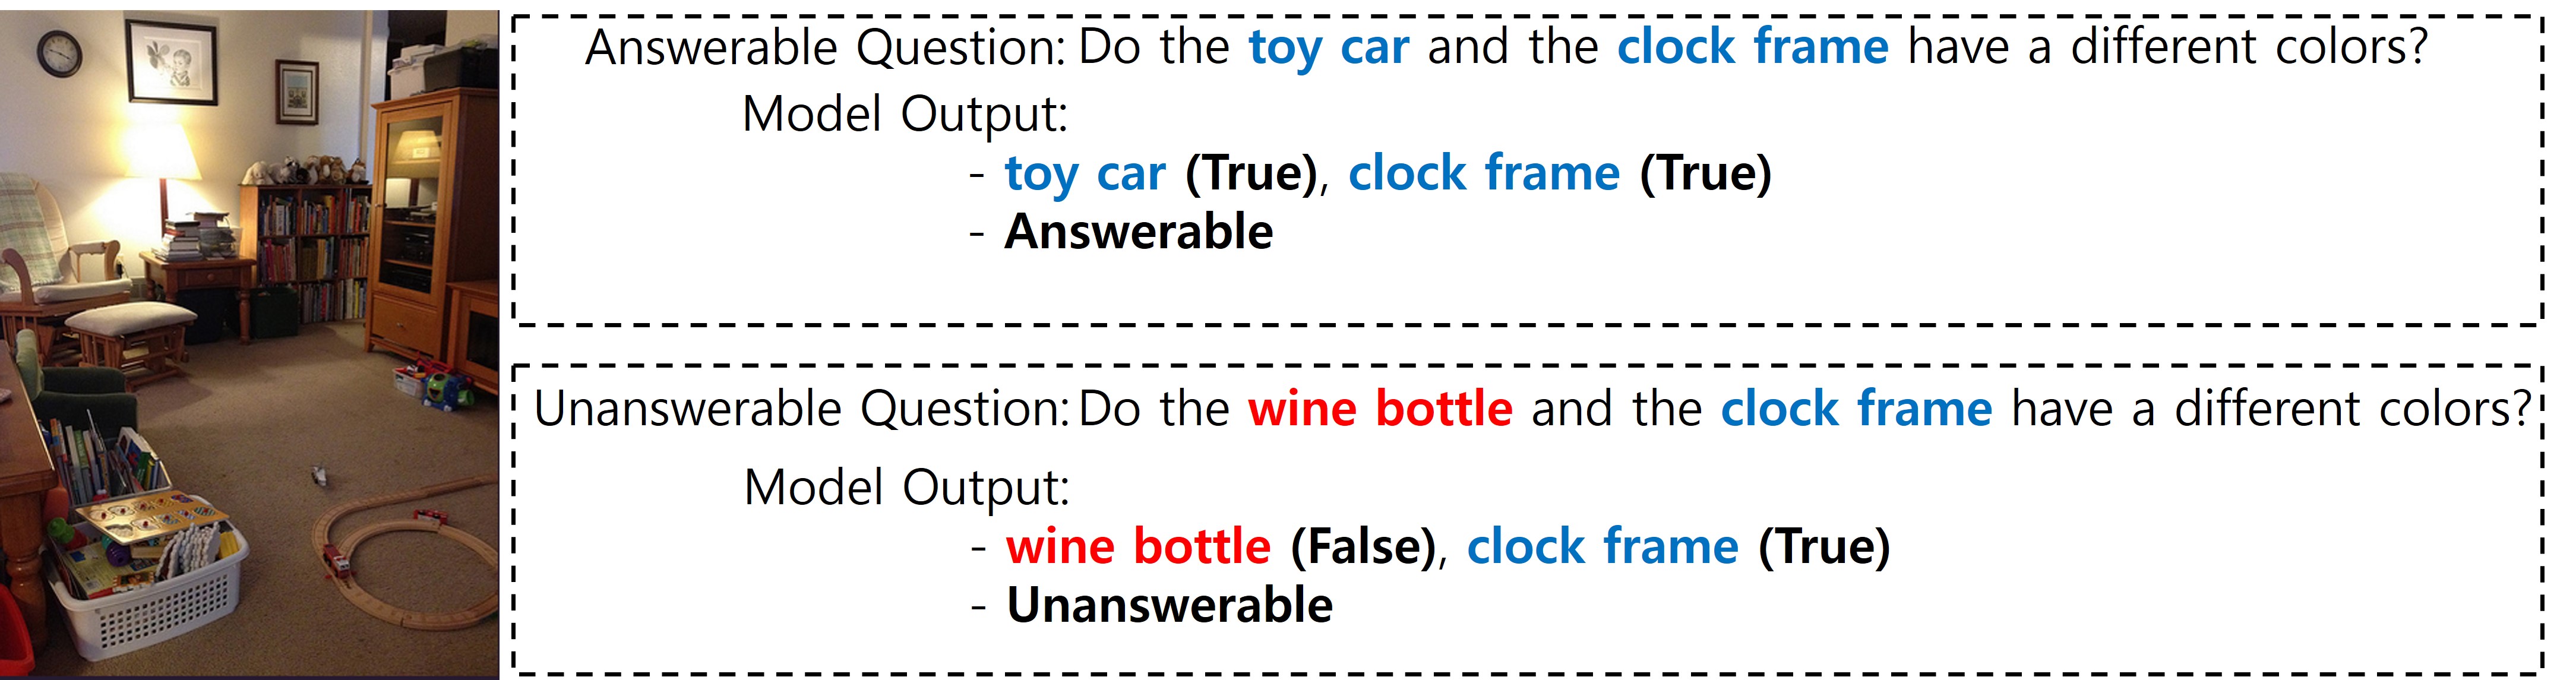 Answerable Question: Do the toy car and the clock frame have a different colors?
Model Output:
- toy car (True), clock frame (True)
- Answerable
Unanswerable Question: Do the wine bottle and the clock frame have a different colors?
Model Output:
- wine bottle (False), clock frame (True)
- Unanswerable